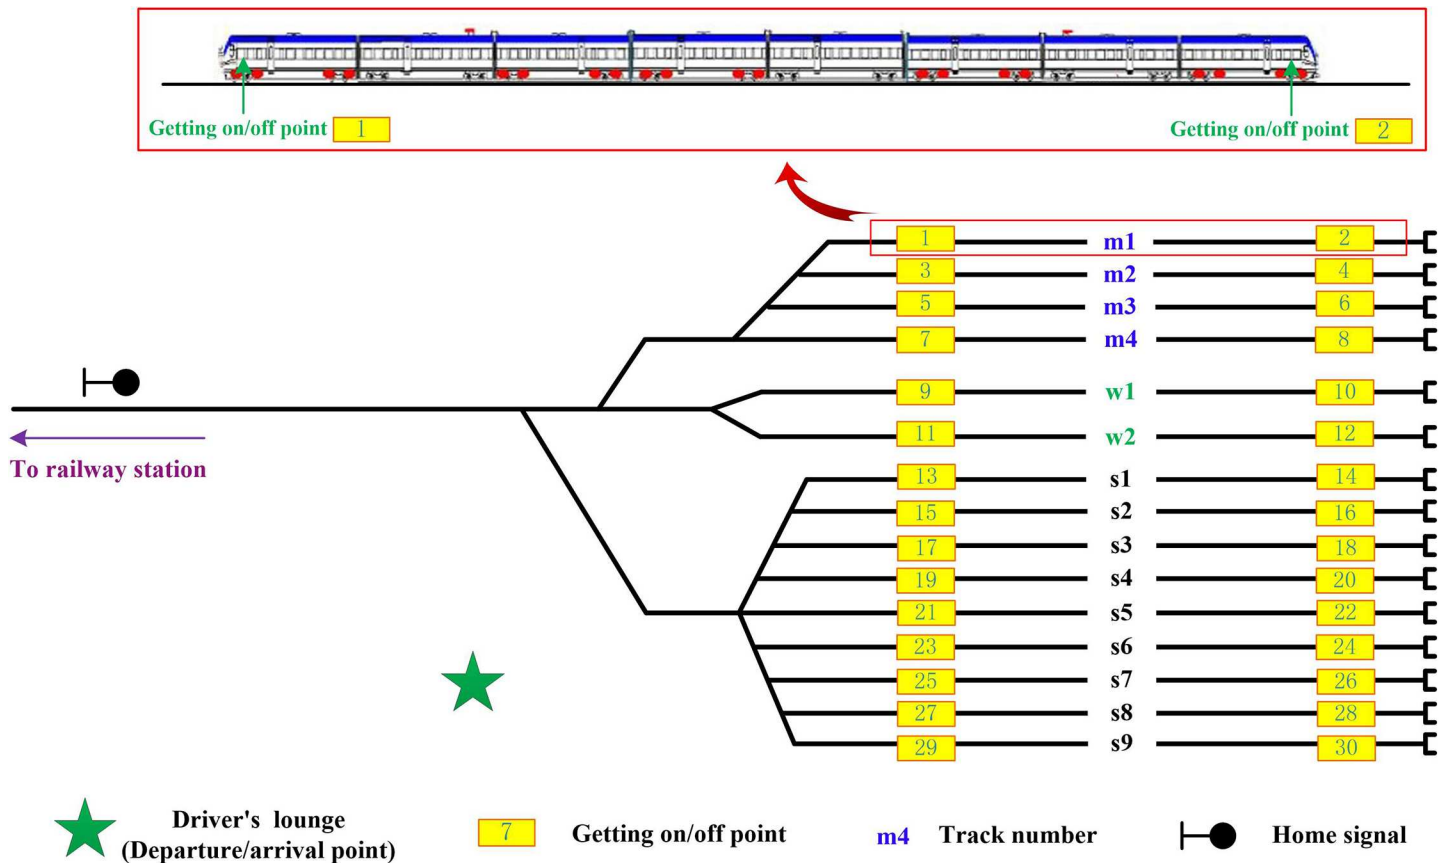 Getting on/off point 1
Getting on/off point 2
1 m1 2
3 m2 4
5 m3 6
7 m4 8
9 w1 10
11 w2 12
To railway station
13 s1 14
15 s2 16
17 s3 18
19 s4 20
21 s5 22
23 s6 24
25 s7 26
27 s8 28
29 s9 30
Driver's lounge
(Departure/arrival point)
7 Getting on/off point
m4 Track number
Home signal